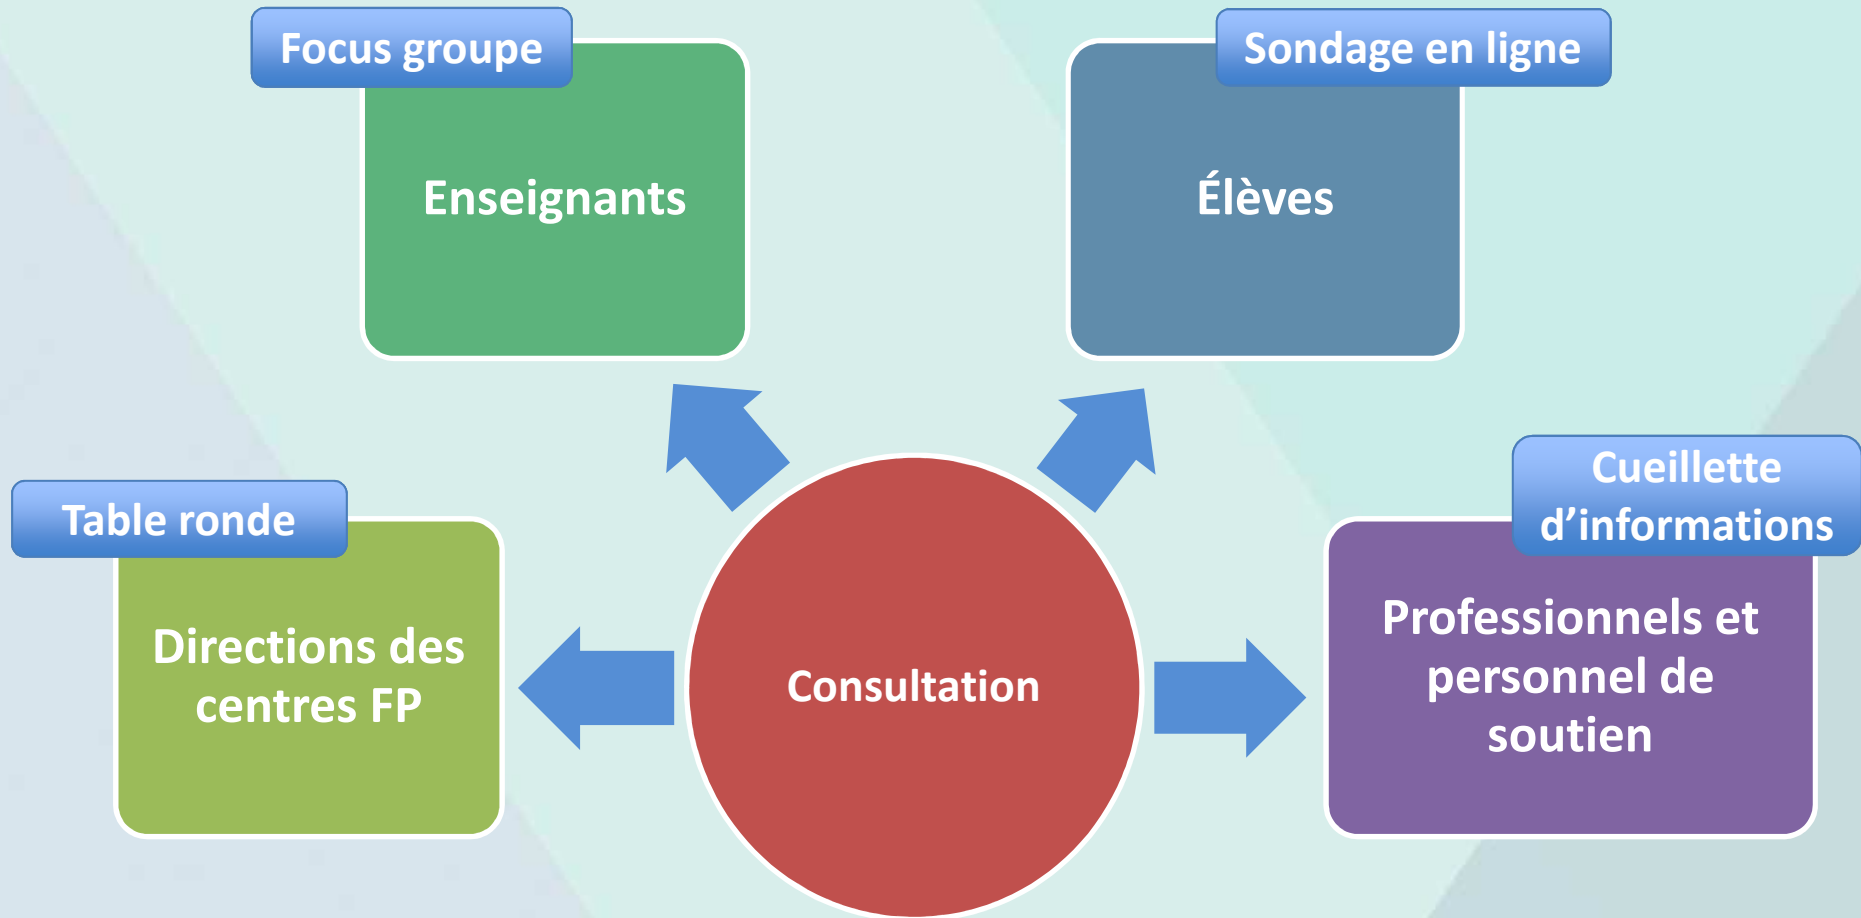 Focus groupe
Enseignants
Sondage en ligne
Élèves
Table ronde
Directions des
centres FP
Consultation
Cueillette
d’informations
Professionnels et
personnel de
soutien